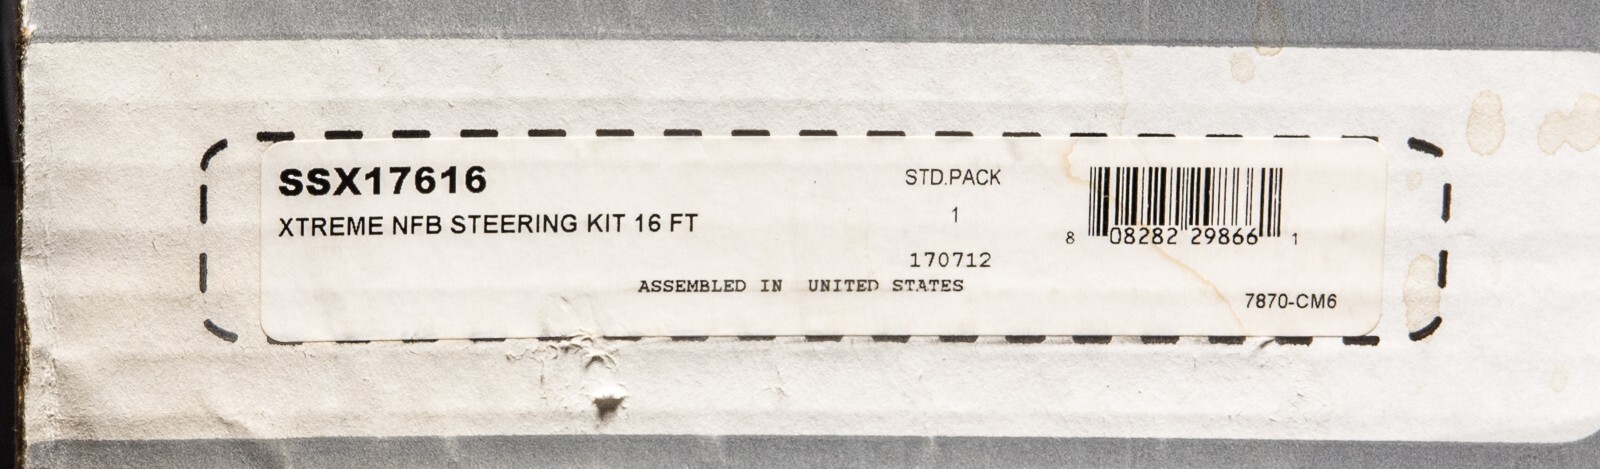 SSX17616
XTREME NFB STEERING KIT 16 FT
STD.PACK
1
170712
ASSEMBLED IN UNITED STATES
8 08282 29866 1
7870-CM6